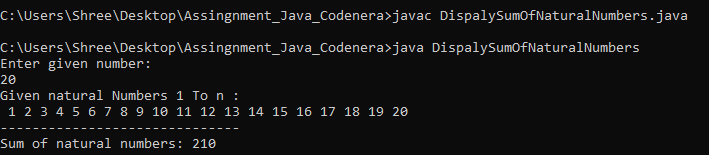 C:\Users\Shree\Desktop\Assingnment_Java_Codenera>javac DispalySumOfNaturalNumbers.java
C:\Users\Shree\Desktop\Assingnment_Java_Codenera>java DispalySumOfNaturalNumbers
Enter given number:
20
Given natural Numbers 1 To n :
 1 2 3 4 5 6 7 8 9 10 11 12 13 14 15 16 17 18 19 20
------------------------------
Sum of natural numbers: 210